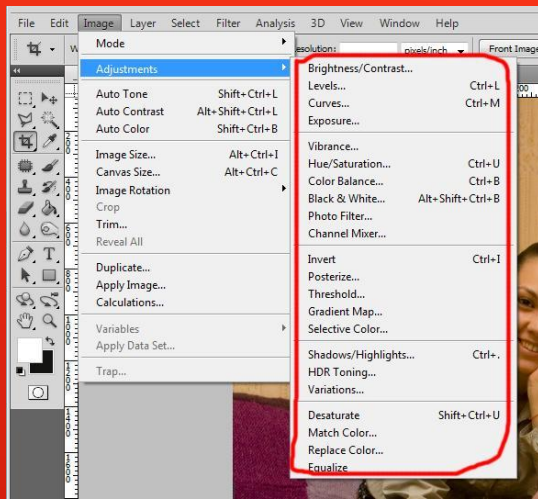 File Edit Image Layer Select Filter Analysis 3D View Window Help
esolution: pixels/inch Front Image
Mode
Adjustments
Auto Tone Shift+Ctrl+L
Auto Contrast Alt+Shift+Ctrl+L
Auto Color Shift+Ctrl+B
Image Size... Alt+Ctrl+I
Canvas Size... Alt+Ctrl+C
Image Rotation
Crop
Trim...
Reveal All
Duplicate...
Apply Image...
Calculations...
Variables
Apply Data Set...
Trap...
Brightness/Contrast...
Levels... Ctrl+L
Curves... Ctrl+M
Exposure...
Vibrance...
Hue/Saturation... Ctrl+U
Color Balance... Ctrl+B
Black & White... Alt+Shift+Ctrl+B
Photo Filter...
Channel Mixer...
Invert Ctrl+I
Posterize...
Threshold...
Gradient Map...
Selective Color...
Shadows/Highlights... Ctrl+.
HDR Toning...
Variations...
Desaturate Shift+Ctrl+U
Match Color...
Replace Color...
Equalize